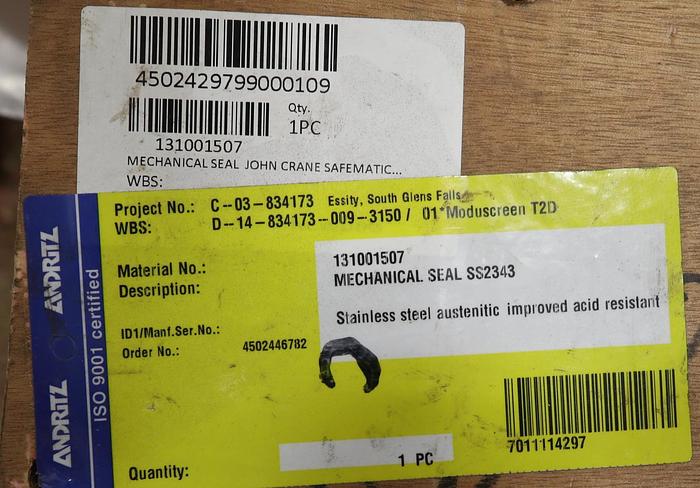 4502429799000109
Qty.
1PC
131001507
MECHANICAL SEAL JOHN CRANE SAFEMATIC...
WBS:
ANDRITZ
ANDRITZ
ISO 9001 certified
Project No.: C--03--834173 Essity, South Glens Falls
WBS: D--14--834173--009--3150 / 01*Moduscreen T2D
Material No.: 131001507
Description: MECHANICAL SEAL SS2343
Stainless steel austenitic improved acid resistant
ID1/Manf.Ser.No.:
Order No.: 4502446782
7011114297
Quantity: 1 PC